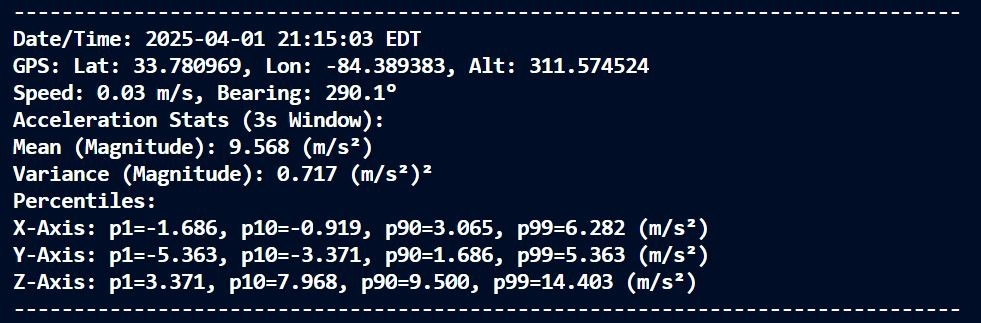 -------------------------------------------------------------------------------
Date/Time: 2025-04-01 21:15:03 EDT
GPS: Lat: 33.780969, Lon: -84.389383, Alt: 311.574524
Speed: 0.03 m/s, Bearing: 290.1°
Acceleration Stats (3s Window):
Mean (Magnitude): 9.568 (m/s²)
Variance (Magnitude): 0.717 (m/s²)²
Percentiles:
X-Axis: p1=-1.686, p10=-0.919, p90=3.065, p99=6.282 (m/s²)
Y-Axis: p1=-5.363, p10=-3.371, p90=1.686, p99=5.363 (m/s²)
Z-Axis: p1=3.371, p10=7.968, p90=9.500, p99=14.403 (m/s²)
-------------------------------------------------------------------------------